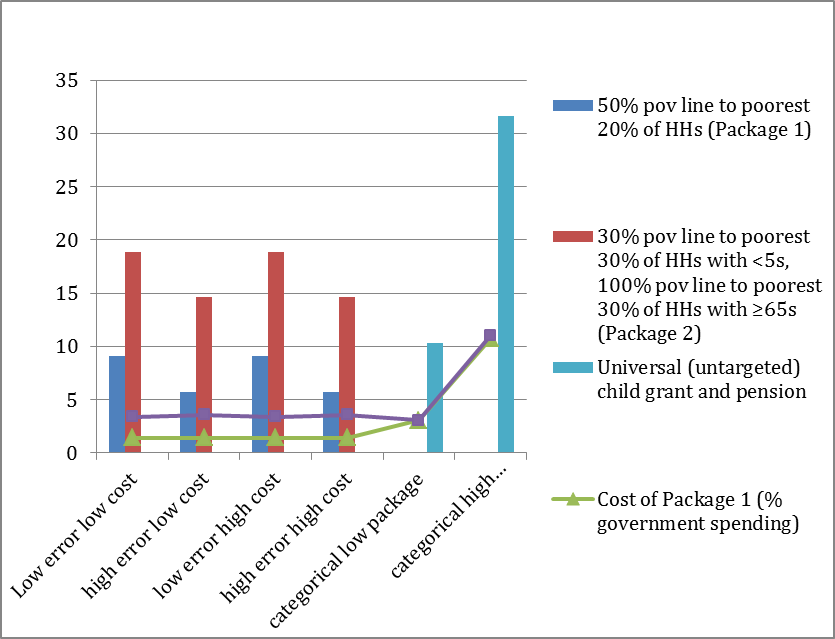 35
30
25
20
15
10
5
0
Low error low cost
high error low cost
low error high cost
high error high cost
categorical low package
categorical high...
50% pov line to poorest
20% of HHs (Package 1)
30% pov line to poorest
30% of HHs with <5s,
100% pov line to poorest
30% of HHs with ≥65s
(Package 2)
Universal (untargeted)
child grant and pension
Cost of Package 1 (%
government spending)